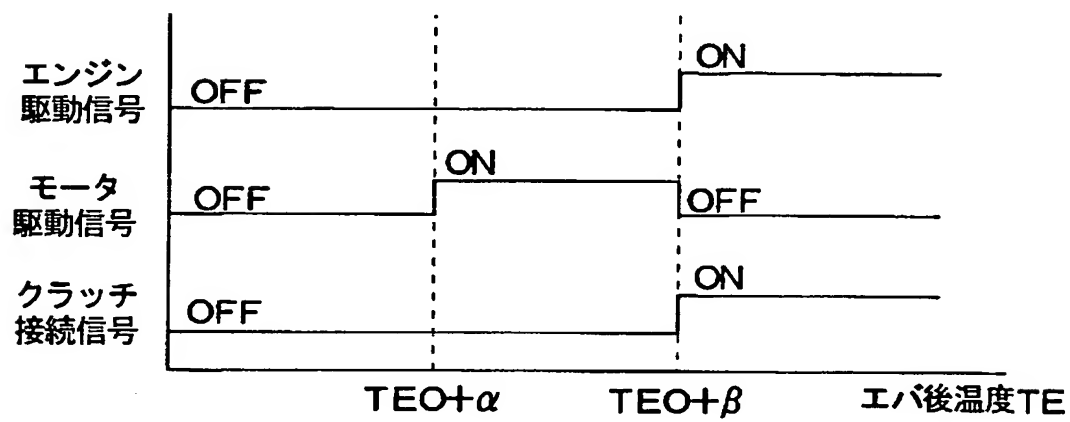 エンジン
駆動信号
OFF
ON
モータ
駆動信号
OFF
ON
OFF
クラッチ
接続信号
OFF
ON
TEO+α
TEO+β
エバ後温度TE